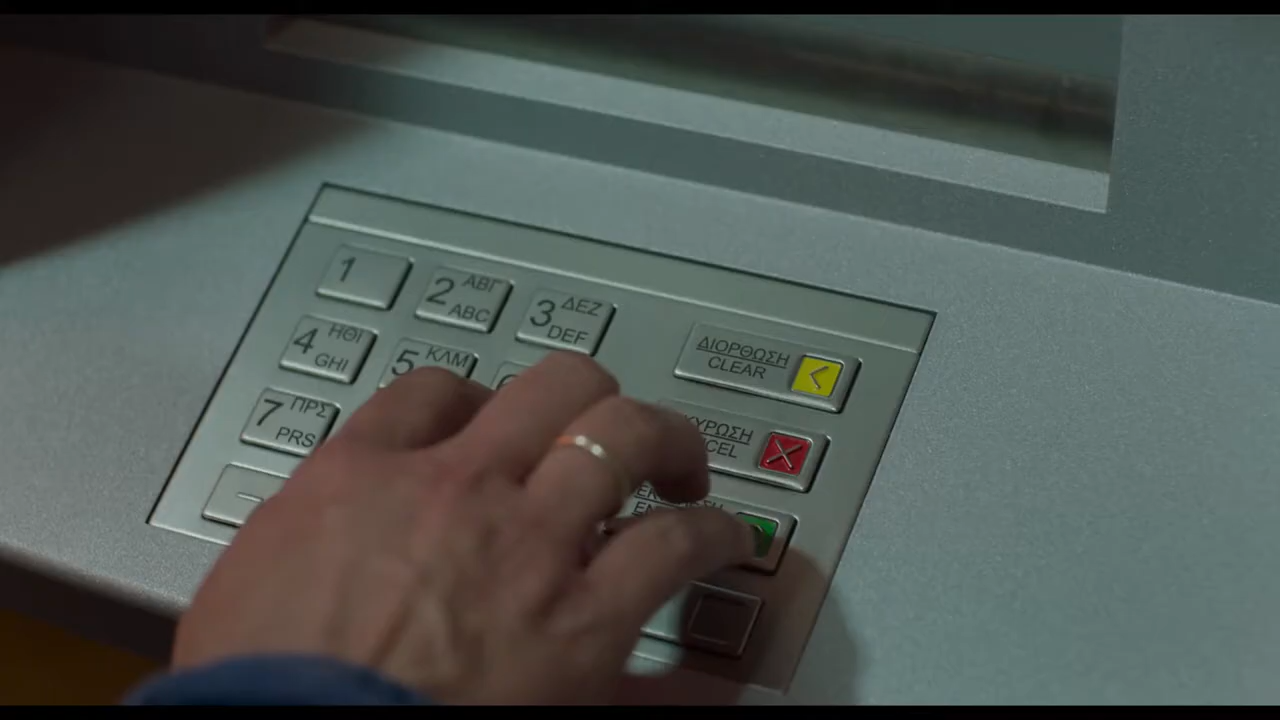 1
2 ΑΒΓ
ABC
3 ΔΕΖ
DEF
4 ΗΘΙ
GHI
5 ΚΛΜ
7 ΠΡΣ
PRS
ΔΙΟΡΘΩΣΗ
CLEAR